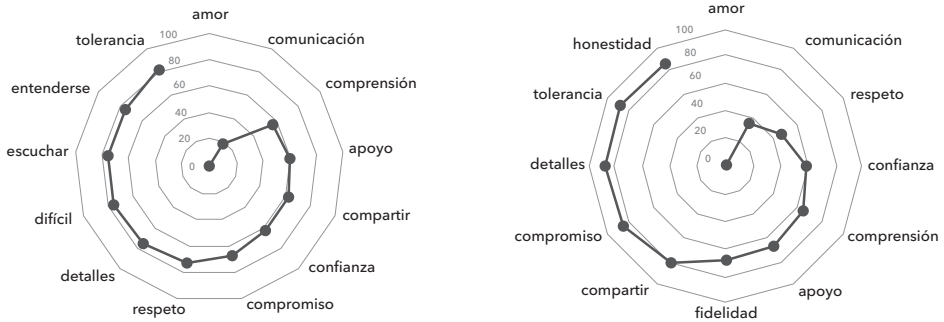 amor
comunicación
comprensión
apoyo
compartir
confianza
compromiso
respeto
detalles
difícil
escuchar
entenderse
tolerancia
100
80
60
40
20
0
amor
comunicación
respeto
confianza
comprensión
apoyo
fidelidad
compartir
compromiso
detalles
tolerancia
honestidad
100
80
60
40
20
0